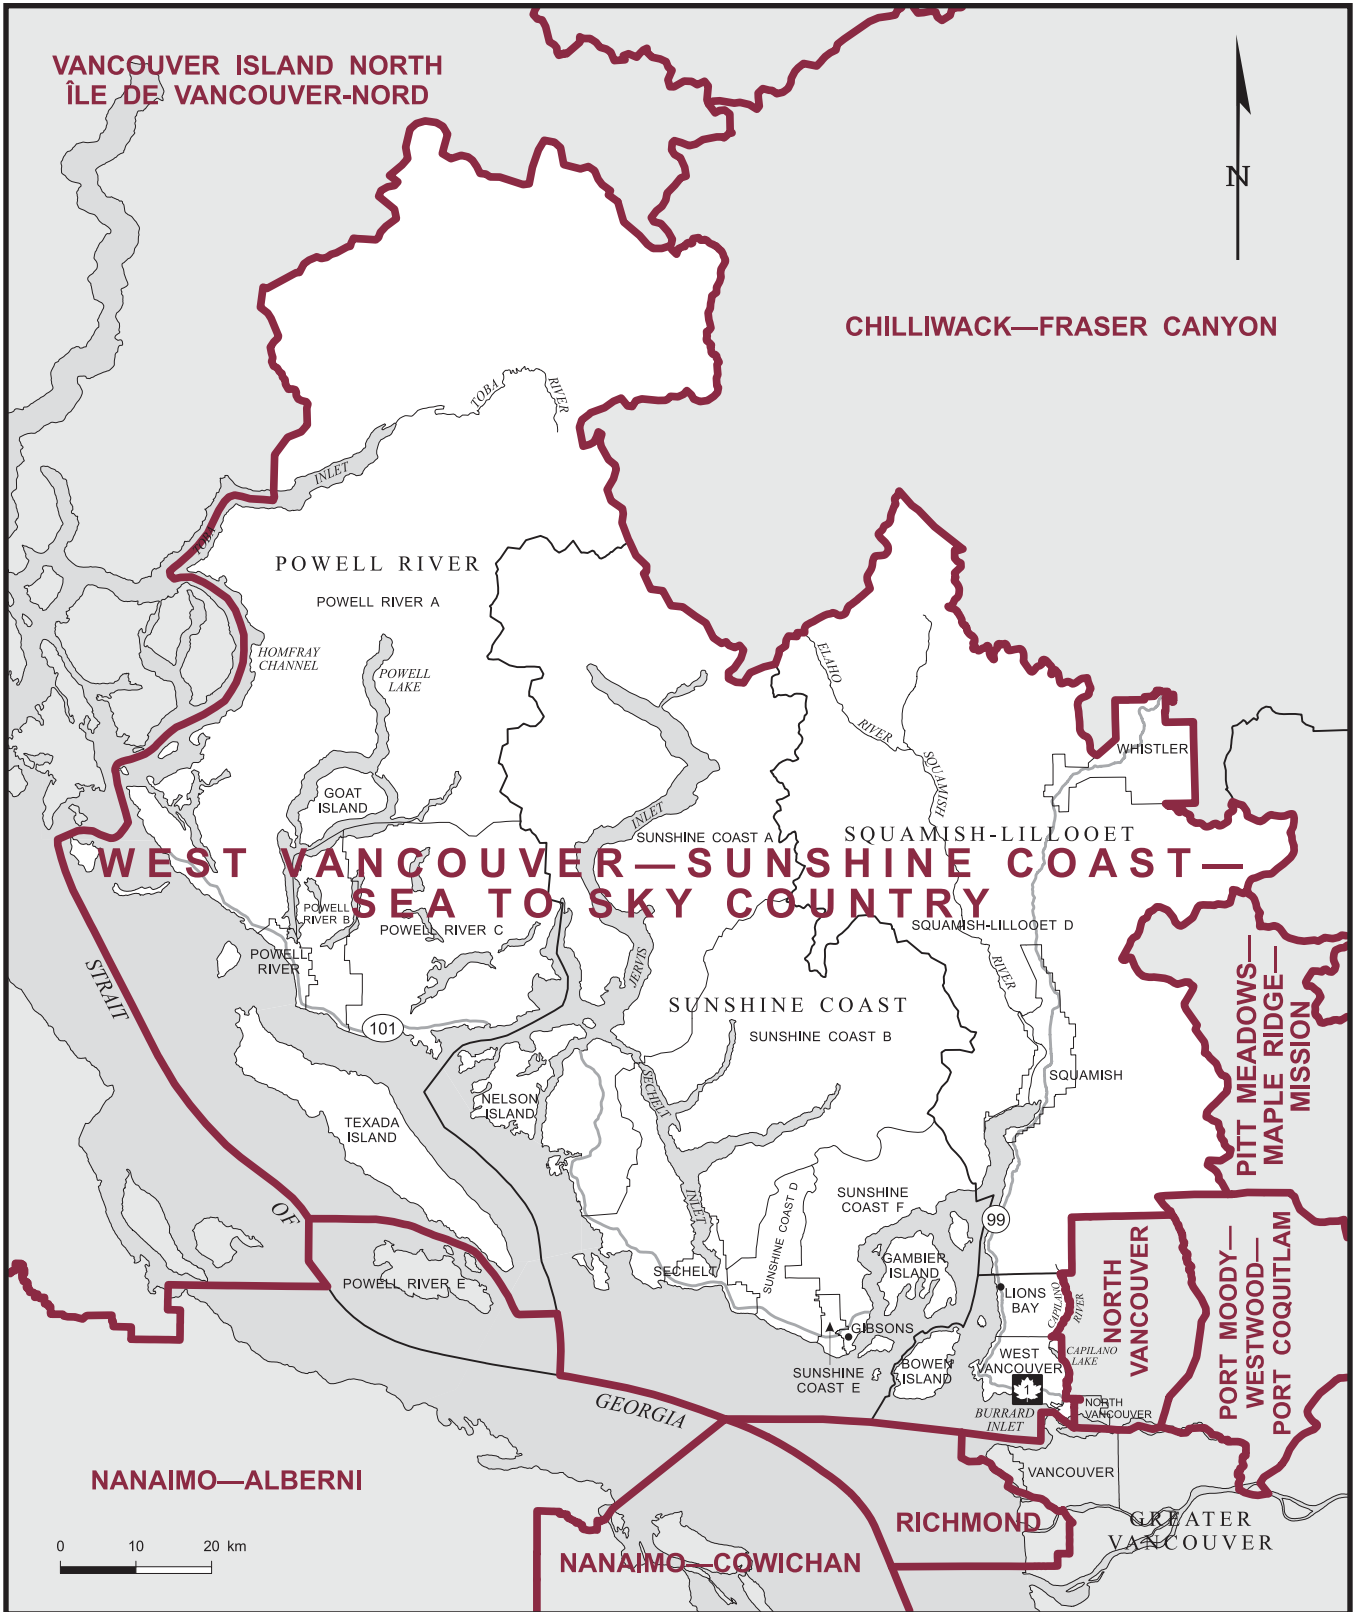 VANCOUVER ISLAND NORTH
ÎLE DE VANCOUVER-NORD
N
CHILLIWACK—FRASER CANYON
TOBA
RIVER
INLET
TOBA
POWELL RIVER
POWELL RIVER A
HOMFRAY
CHANNEL
POWELL
LAKE
ELAHO
RIVER
SQUAMISH
WHISTLER
GOAT
ISLAND
INLET
SUNSHINE COAST A
SQUAMISH-LILLOOET
WEST VANCOUVER—SUNSHINE COAST—
SEA TO SKY COUNTRY
POWELL
RIVER B
POWELL RIVER C
SQUAMISH-LILLOOET D
POWELL
RIVER
STRAIT
JERVIS
RIVER
SUNSHINE COAST
SUNSHINE COAST B
101
PITT MEADOWS—
MAPLE RIDGE—
MISSION
SECHELT
SQUAMISH
NELSON
ISLAND
TEXADA
ISLAND
SUNSHINE COAST D
SUNSHINE
COAST F
INLET
OF
99
GAMBIER
ISLAND
SECHELT
POWELL RIVER E
LIONS
BAY
CAPILANO
RIVER
NORTH
VANCOUVER
PORT MOODY—
WESTWOOD—
PORT COQUITLAM
GIBSONS
SUNSHINE
COAST E
BOWEN
ISLAND
WEST
VANCOUVER
CAPILANO
LAKE
1
NORTH
VANCOUVER
BURRARD
INLET
GEORGIA
VANCOUVER
NANAIMO—ALBERNI
RICHMOND
GREATER
VANCOUVER
0 10 20 km
NANAIMO—COWICHAN